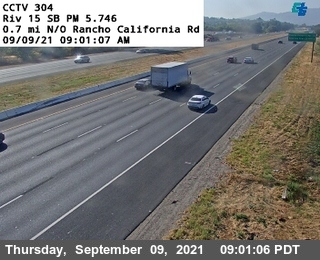 CCTV 304
Riv 15 SB PM 5.746
0.7 mi N/O Rancho California Rd
09/09/21 09:01:07 AM
Thursday, September 09, 2021 09:01:06 PDT